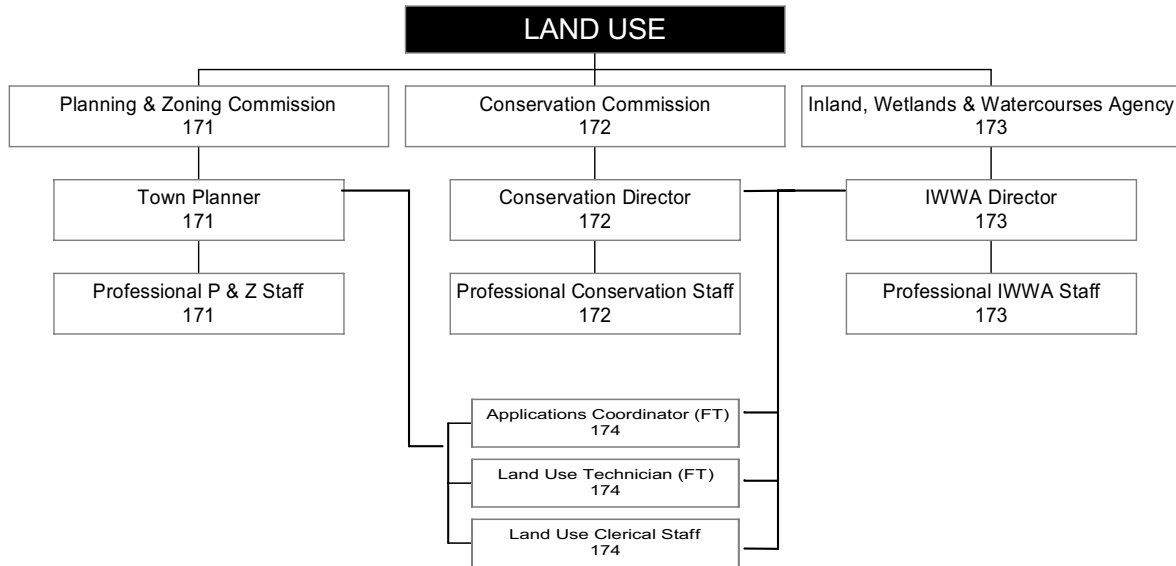 LAND USE
Planning & Zoning Commission
171
Conservation Commission
172
Inland, Wetlands & Watercourses Agency
173
Town Planner
171
Conservation Director
172
IWWA Director
173
Professional P & Z Staff
171
Professional Conservation Staff
172
Professional IWWA Staff
173
Applications Coordinator (FT)
174
Land Use Technician (FT)
174
Land Use Clerical Staff
174